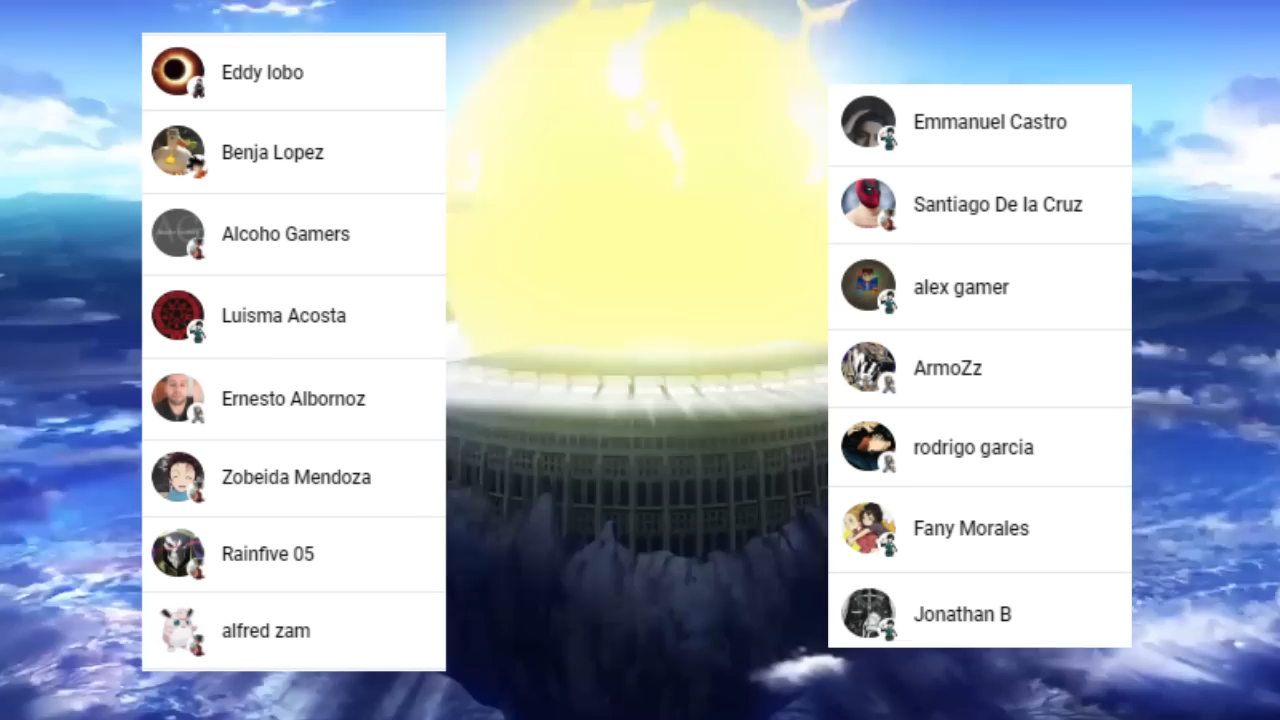 Eddy lobo
Benja Lopez
Alcoho Gamers
Luisma Acosta
Ernesto Albornoz
Zobeida Mendoza
Rainfive 05
alfred zam
Emmanuel Castro
Santiago De la Cruz
alex gamer
ArmoZz
rodrigo garcia
Fany Morales
Jonathan B